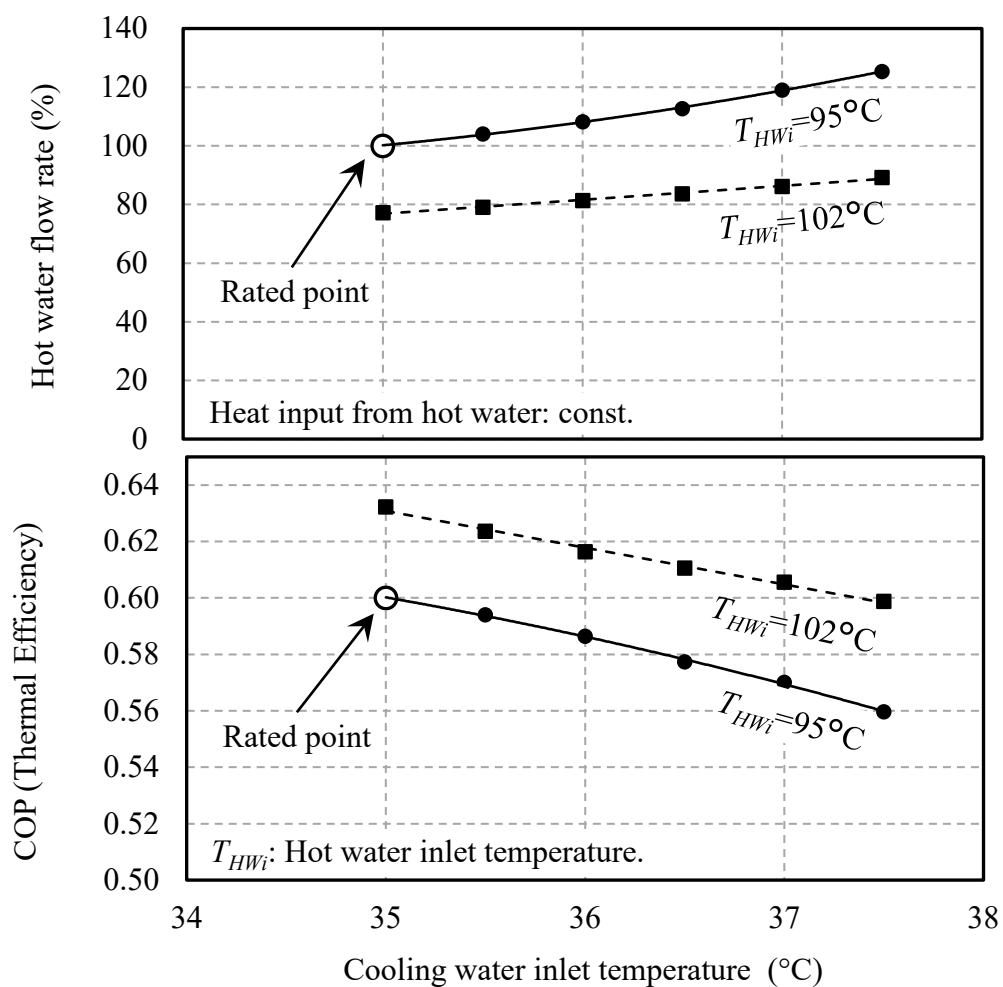 140
120
100
80
60
40
20
0
Hot water flow rate (%)
T_HWi=95°C
T_HWi=102°C
Rated point
Heat input from hot water: const.
0.64
0.62
0.60
0.58
0.56
0.54
0.52
0.50
COP (Thermal Efficiency)
T_HWi=102°C
T_HWi=95°C
Rated point
T_HWi: Hot water inlet temperature.
34 35 36 37 38
Cooling water inlet temperature (°C)